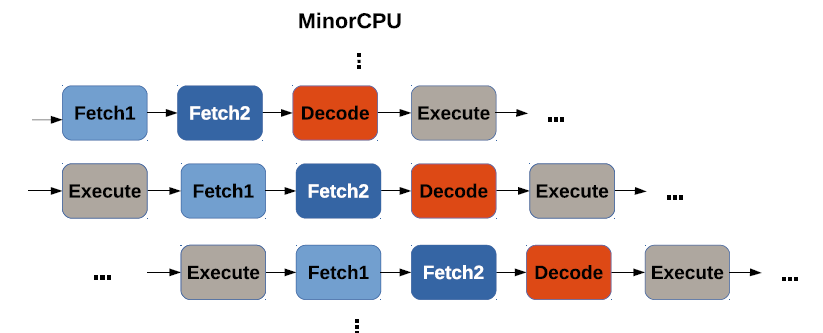 MinorCPU
⋮
Fetch1 Fetch2 Decode Execute ...
Execute Fetch1 Fetch2 Decode Execute ...
... Execute Fetch1 Fetch2 Decode Execute ...
⋮